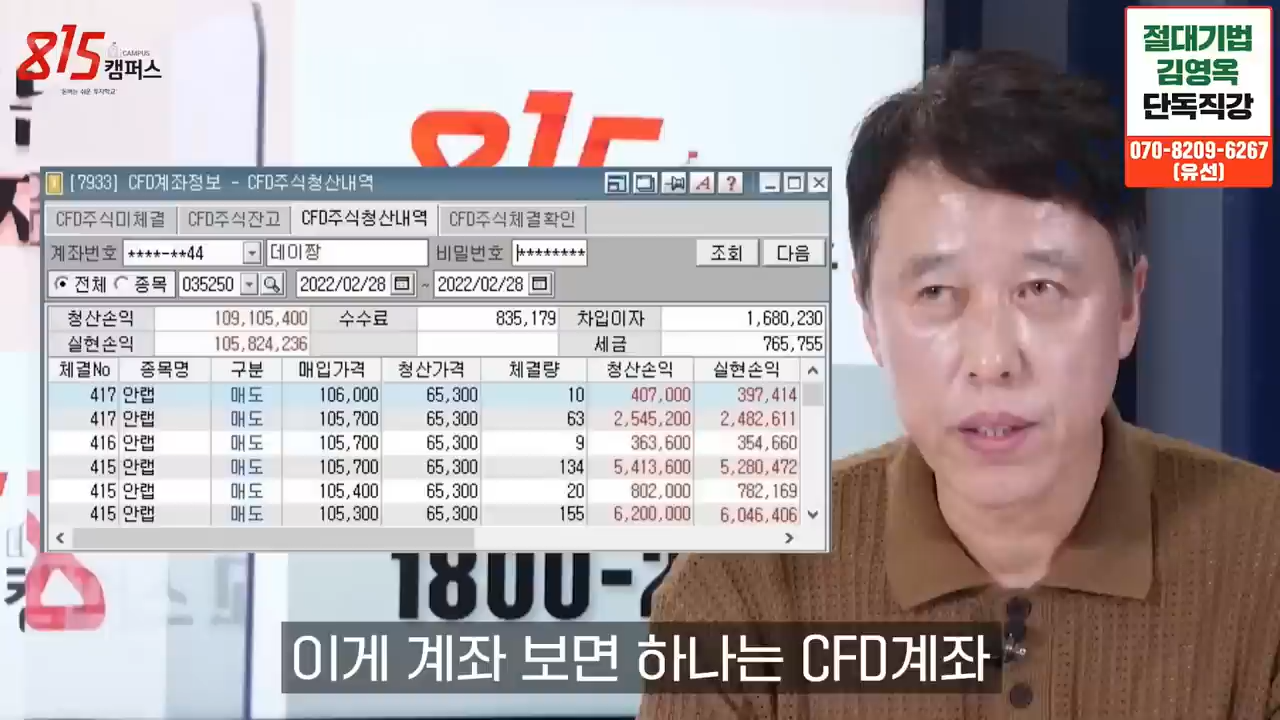 815
CAMPUS
캠퍼스
돈버는 쉬운 투자학교
절대기법
김영옥
단독직강
070-8209-6267
(유선)
815
[7933] CFD계좌정보 - CFD주식청산내역
CFD주식미체결 CFD주식잔고 CFD주식청산내역 CFD주식체결확인
계좌번호 ****-**44 데이짱 비밀번호 ******** 조회 다음
전체 종목 035250 2022/02/28 ~ 2022/02/28
청산손익 109,105,400 수수료 835,179 차입이자 1,680,230
실현손익 105,824,236 세금 765,755
체결No 종목명 구분 매입가격 청산가격 체결량 청산손익 실현손익
417 안랩 매도 106,000 65,300 10 407,000 397,414
417 안랩 매도 105,700 65,300 63 2,545,200 2,482,611
416 안랩 매도 105,700 65,300 9 363,600 354,660
415 안랩 매도 105,700 65,300 134 5,413,600 5,280,472
415 안랩 매도 105,400 65,300 20 802,000 782,169
415 안랩 매도 105,300 65,300 155 6,200,000 6,046,406
1800-2
이게 계좌 보면 하나는 CFD계좌